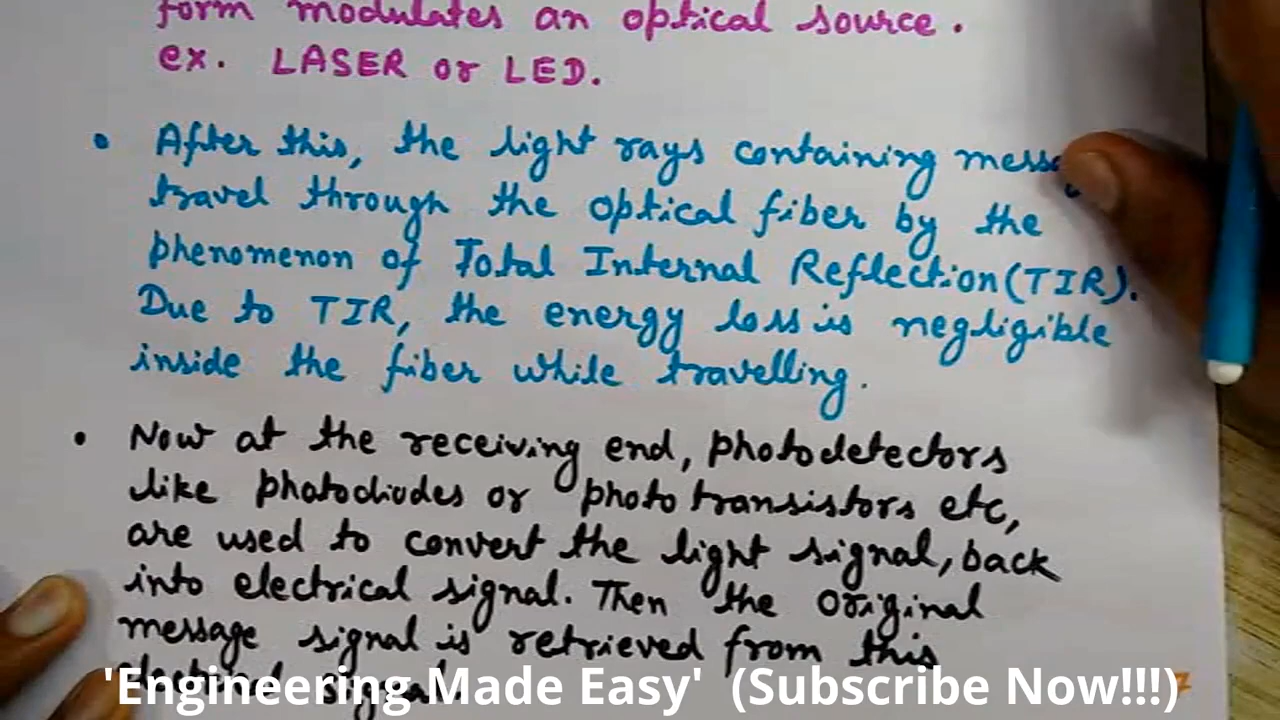 form modulates an optical source.
ex. LASER or LED.
• After this, the light rays containing
travel through the optical fiber by the
phenomenon of Total Internal Reflection (TIR).
Due to TIR, the energy loss is negligible
inside the fiber while travelling.
• Now at the receiving end, photodetectors
like photodiodes or phototransistors etc,
are used to convert the light signal, back
into electrical signal. Then the original
message signal is retrieved from this
signal.
'Engineering Made Easy' (Subscribe Now!!!)